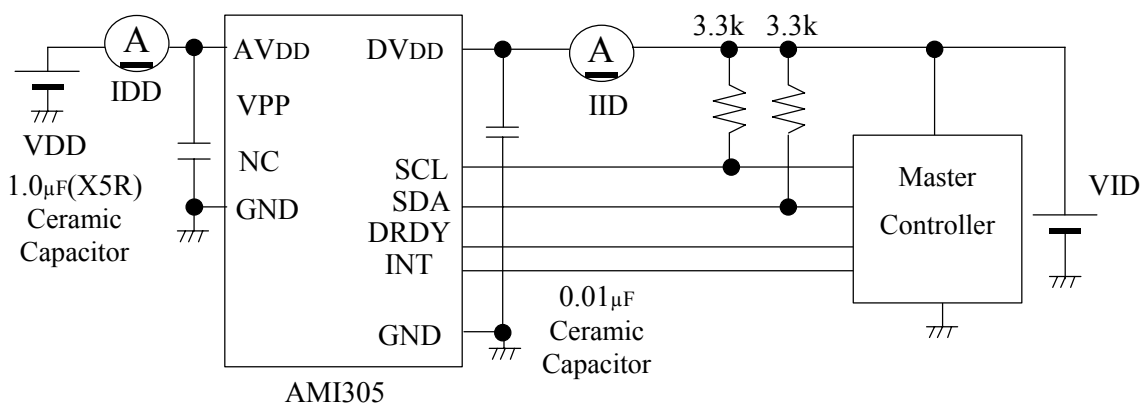 3.3k 3.3k
A
AVDD
DVDD
A
IDD
IID
VPP
VDD
NC
SCL
Master
Controller
VID
1.0µF(X5R)
Ceramic
Capacitor
GND
SDA
DRDY
INT
0.01µF
Ceramic
Capacitor
GND
AMI305